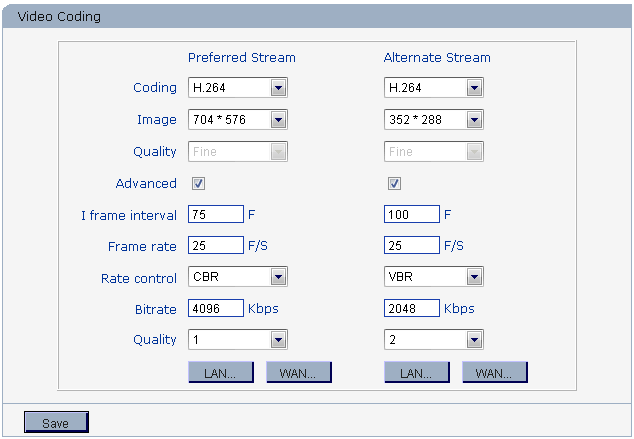 Video Coding
Preferred Stream Alternate Stream
Coding H.264 H.264
Image 704 * 576 352 * 288
Quality Fine Fine
Advanced
I frame interval 75 F 100 F
Frame rate 25 F/S 25 F/S
Rate control CBR VBR
Bitrate 4096 Kbps 2048 Kbps
Quality 1 2
LAN... WAN... LAN... WAN...
Save